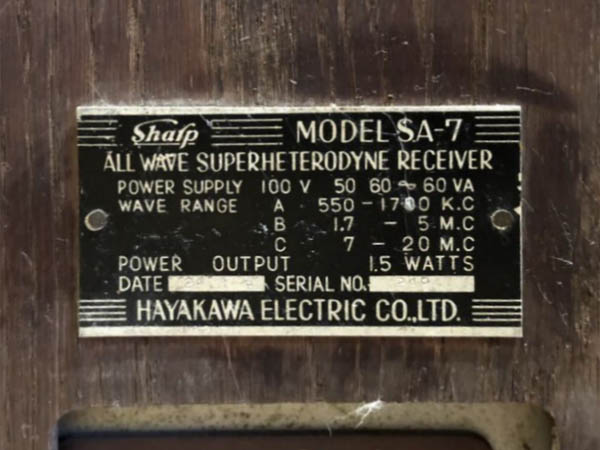 Sharp MODEL SA-7
ALL WAVE SUPERHETERODYNE RECEIVER
POWER SUPPLY 100 V 50 60 ~ 60 VA
WAVE RANGE A 550 - 1700 K.C
B 1.7 - 5 M.C
C 7 - 20 M.C
POWER OUTPUT 1.5 WATTS
DATE SERIAL NO.
HAYAKAWA ELECTRIC CO.,LTD.